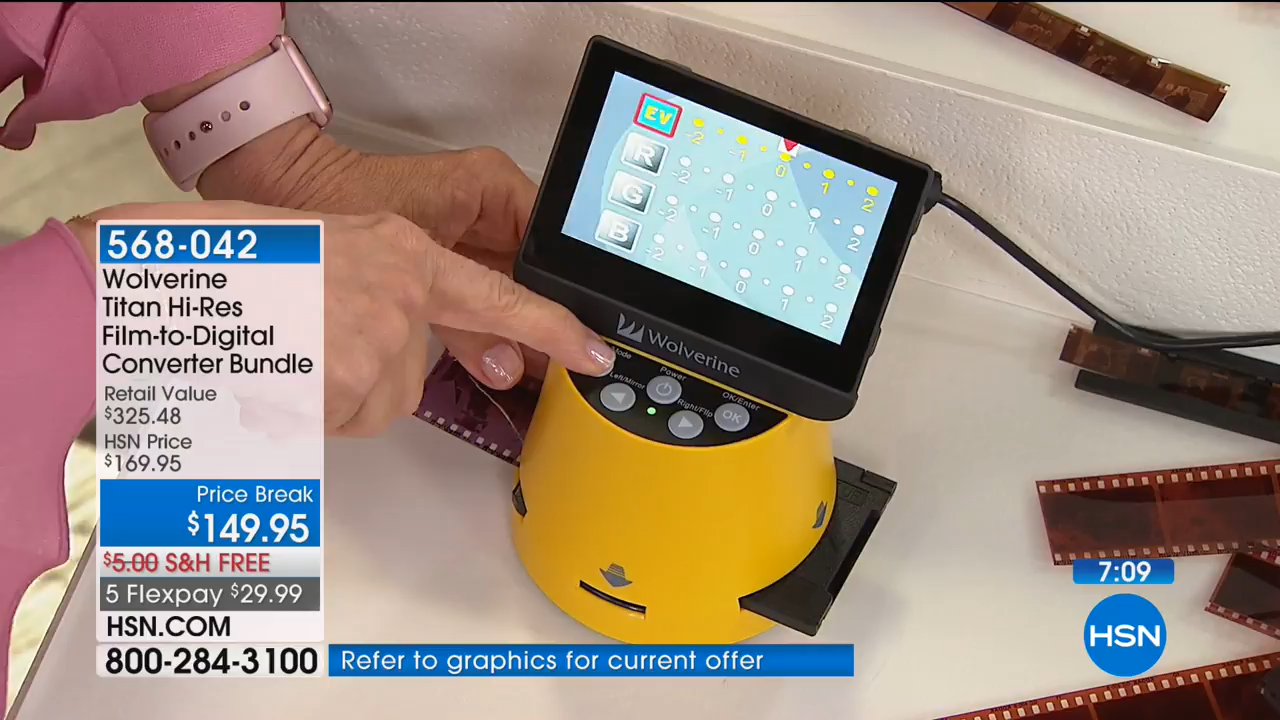 568-042
Wolverine
Titan Hi-Res
Film-to-Digital
Converter Bundle
Retail Value
$325.48
HSN Price
$169.95
Price Break
$149.95
$5.00 S&H FREE
5 Flexpay $29.99
HSN.COM
800-284-3100
Refer to graphics for current offer
7:09
HSN
EV -2 -1 0 1 2
R -2 -1 0 1 2
G -2 -1 0 1 2
B -2 -1 0 1 2
Wolverine
Mode
Power
Left/Mirror
Right/Flip
OK/Enter
OK